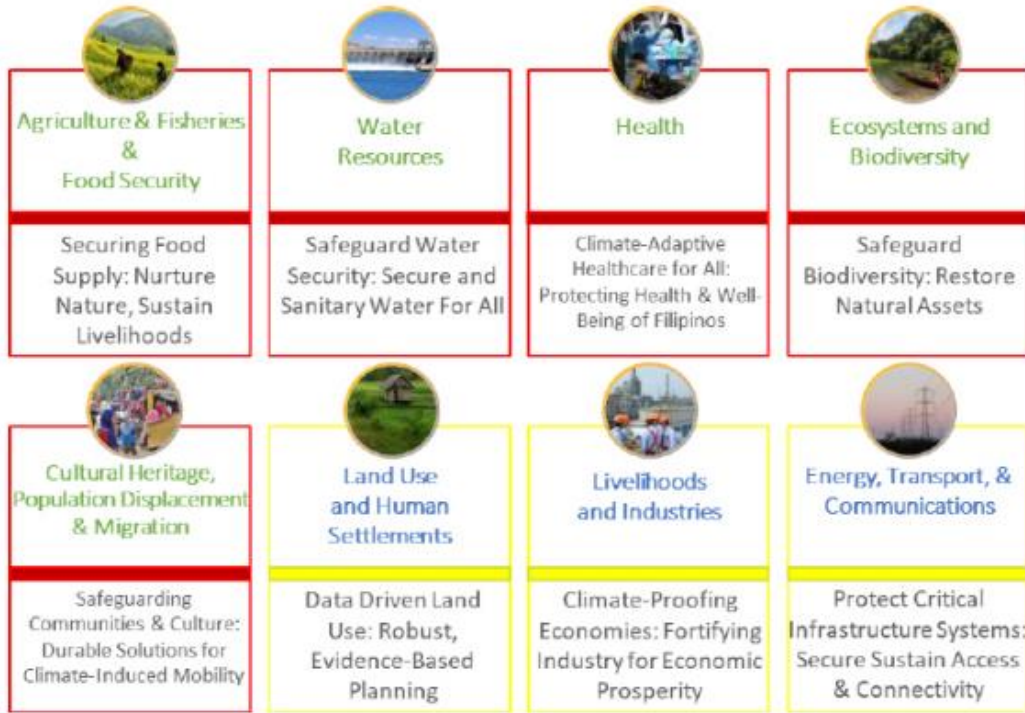 Agriculture & Fisheries
&
Food Security
Securing Food
Supply: Nurture
Nature, Sustain
Livelihoods
Water
Resources
Safeguard Water
Security: Secure and
Sanitary Water For All
Health
Climate-Adaptive
Healthcare for All:
Protecting Health & Well-
Being of Filipinos
Ecosystems and
Biodiversity
Safeguard
Biodiversity: Restore
Natural Assets
Cultural Heritage,
Population Displacement
& Migration
Safeguarding
Communities & Culture:
Durable Solutions for
Climate-Induced Mobility
Land Use
and Human
Settlements
Data Driven Land
Use: Robust,
Evidence-Based
Planning
Livelihoods
and Industries
Climate-Proofing
Economies: Fortifying
Industry for Economic
Prosperity
Energy, Transport, &
Communications
Protect Critical
Infrastructure Systems:
Secure Sustain Access
& Connectivity